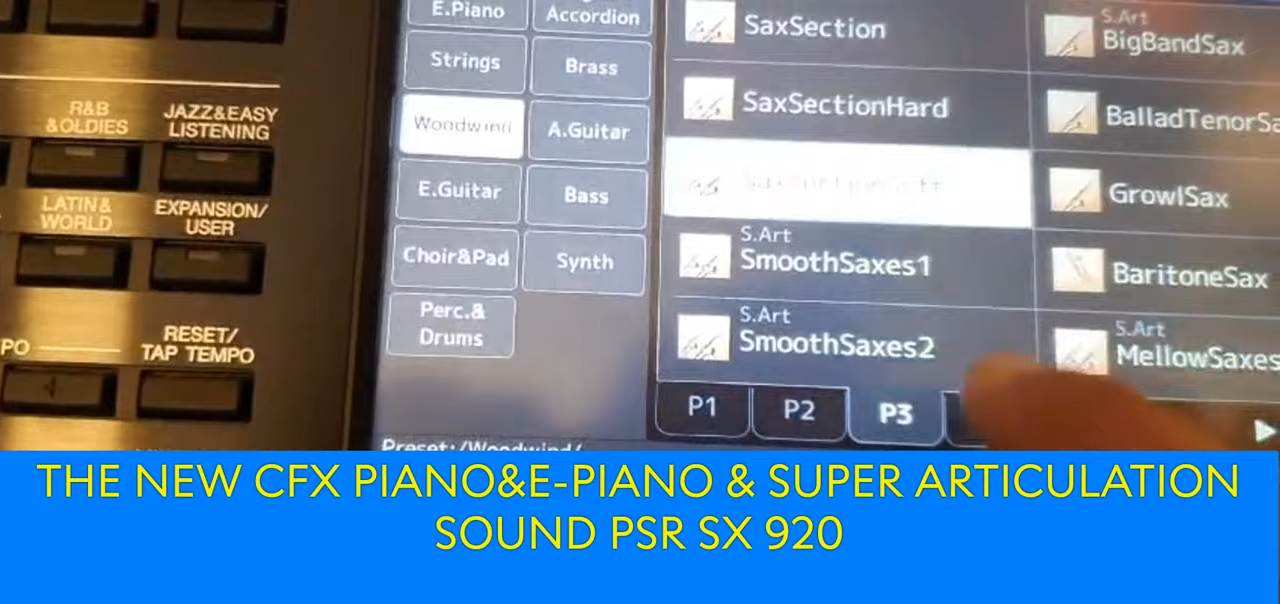 E.Piano
Accordion
SaxSection
S.Art
BigBandSax
Strings
Brass
R&B
&OLDIES
JAZZ&EASY
LISTENING
Woodwind
A.Guitar
SaxSectionHard
E.Guitar
Bass
GrowlSax
LATIN&
WORLD
EXPANSION/
USER
Choir&Pad
Synth
S.Art
SmoothSaxes1
BaritoneSax
Perc.&
Drums
S.Art
SmoothSaxes2
S.Art
MellowSaxes
RESET/
TAP TEMPO
P1
P2
P3
Preset:/Woodwind/
THE NEW CFX PIANO&E-PIANO & SUPER ARTICULATION
SOUND PSR SX 920